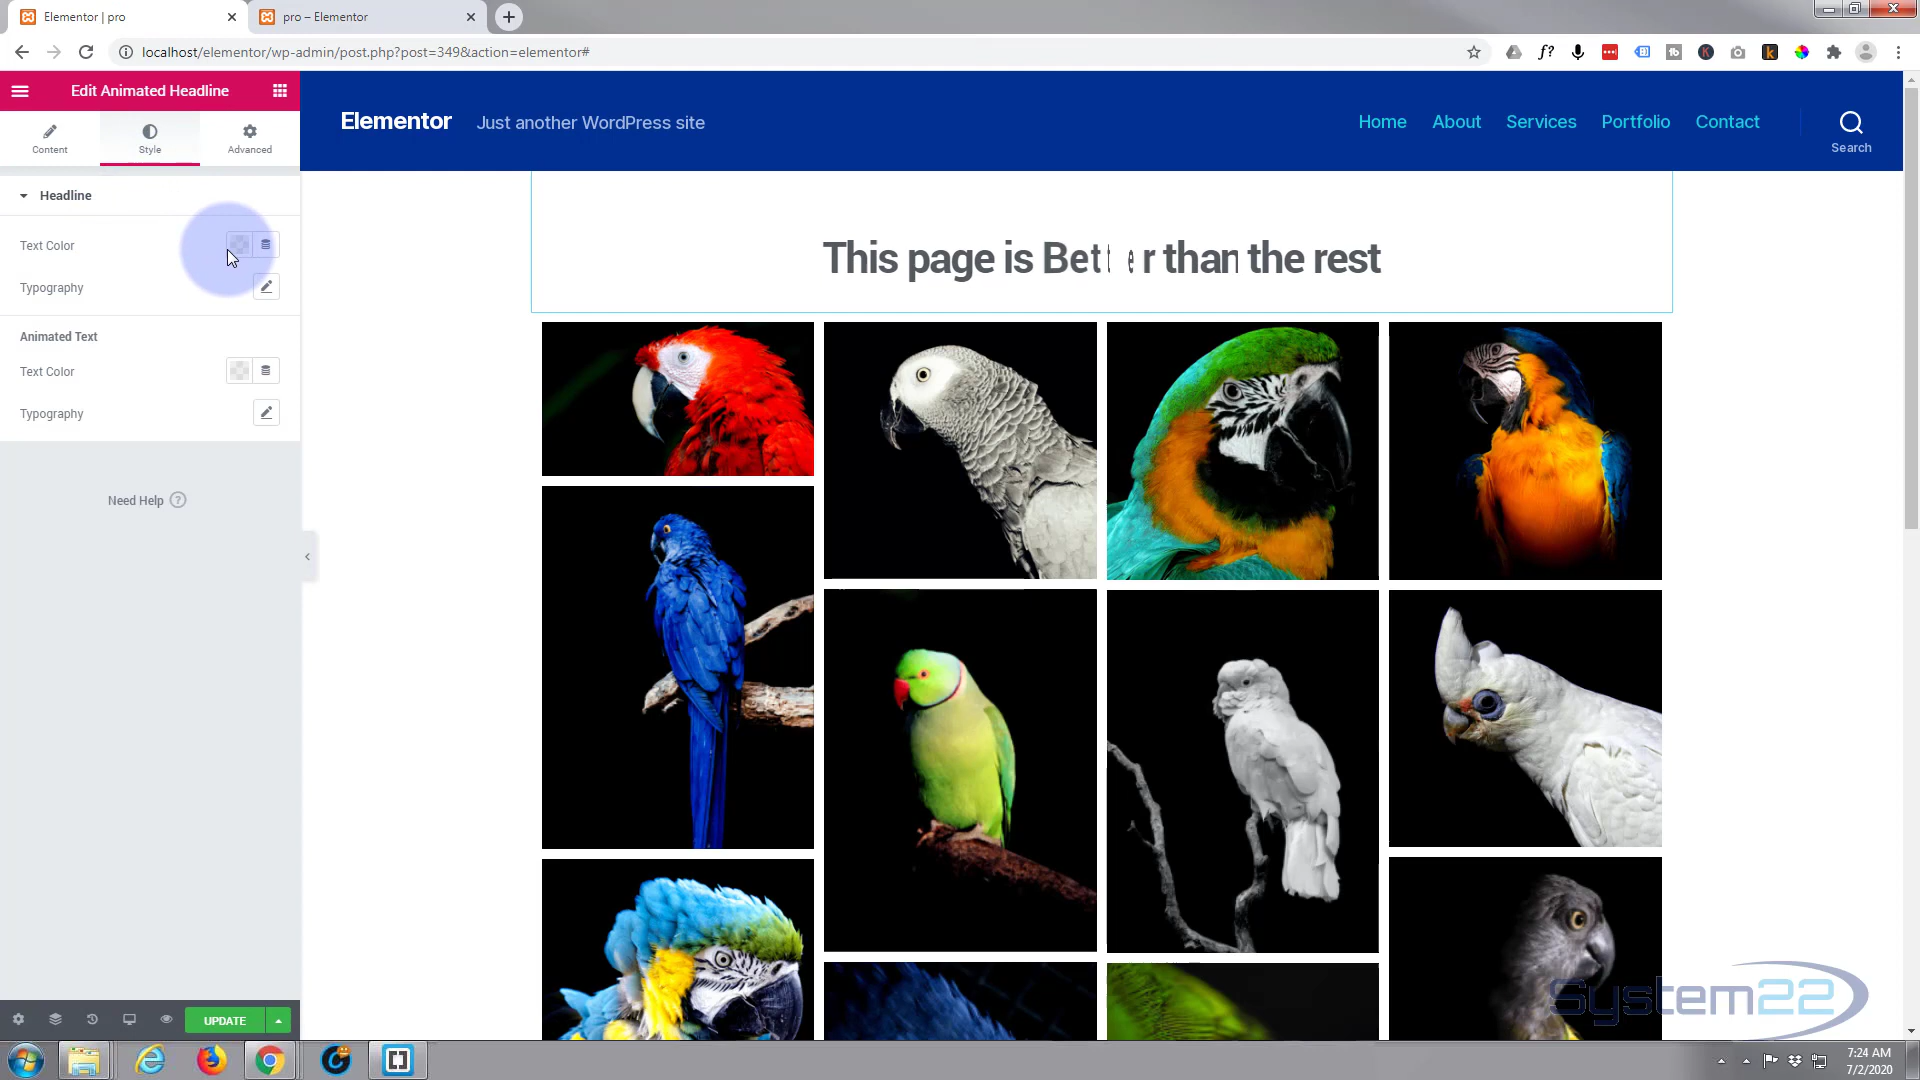 Elementor | pro
pro – Elementor
localhost/elementor/wp-admin/post.php?post=349&action=elementor#
Edit Animated Headline
Content
Style
Advanced
Headline
Text Color
Typography
Animated Text
Text Color
Typography
Need Help
UPDATE
Elementor
Just another WordPress site
Home
About
Services
Portfolio
Contact
Search
This page is Better than the rest
System22
7:24 AM
7/2/2020